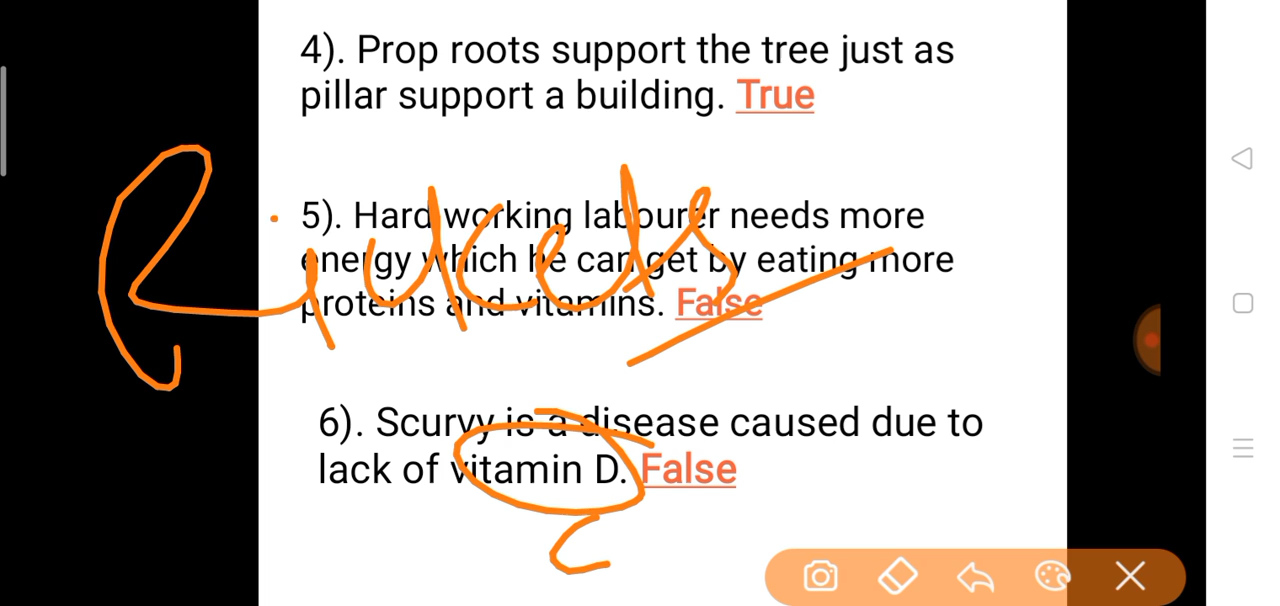 4). Prop roots support the tree just as
pillar support a building. True
5). Hard working labourer needs more
energy which he can get by eating more
proteins and vitamins. False
6). Scurvy is a disease caused due to
lack of vitamin D. False
C